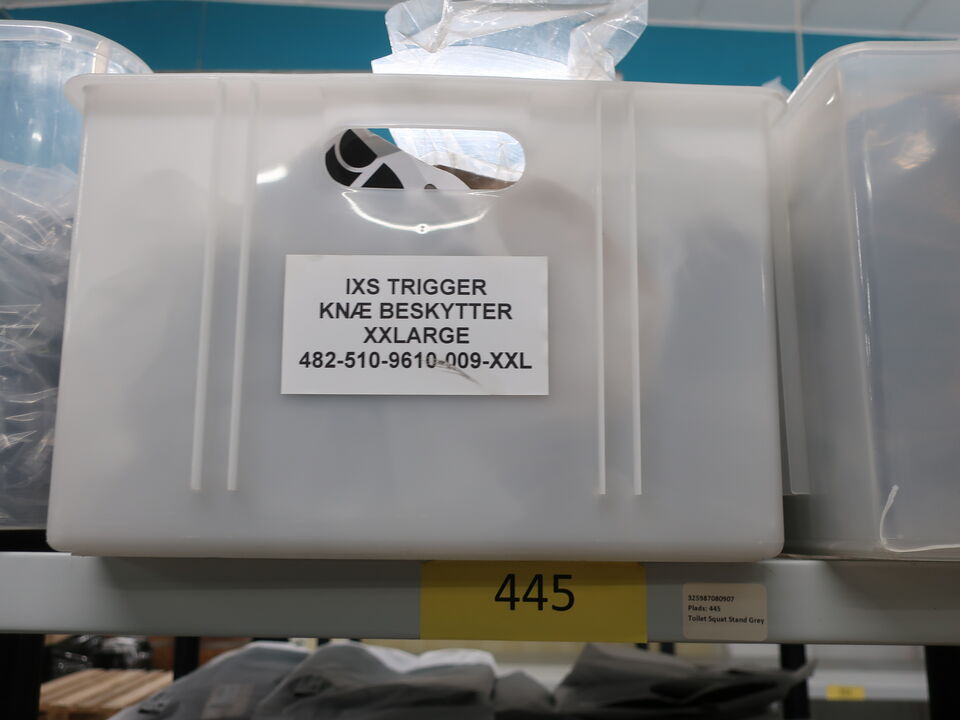 IXS TRIGGER
KNÆ BESKYTTER
XXLARGE
482-510-9610-009-XXL
445
325987080907
Plads: 445
Toilet Squat Stand Grey